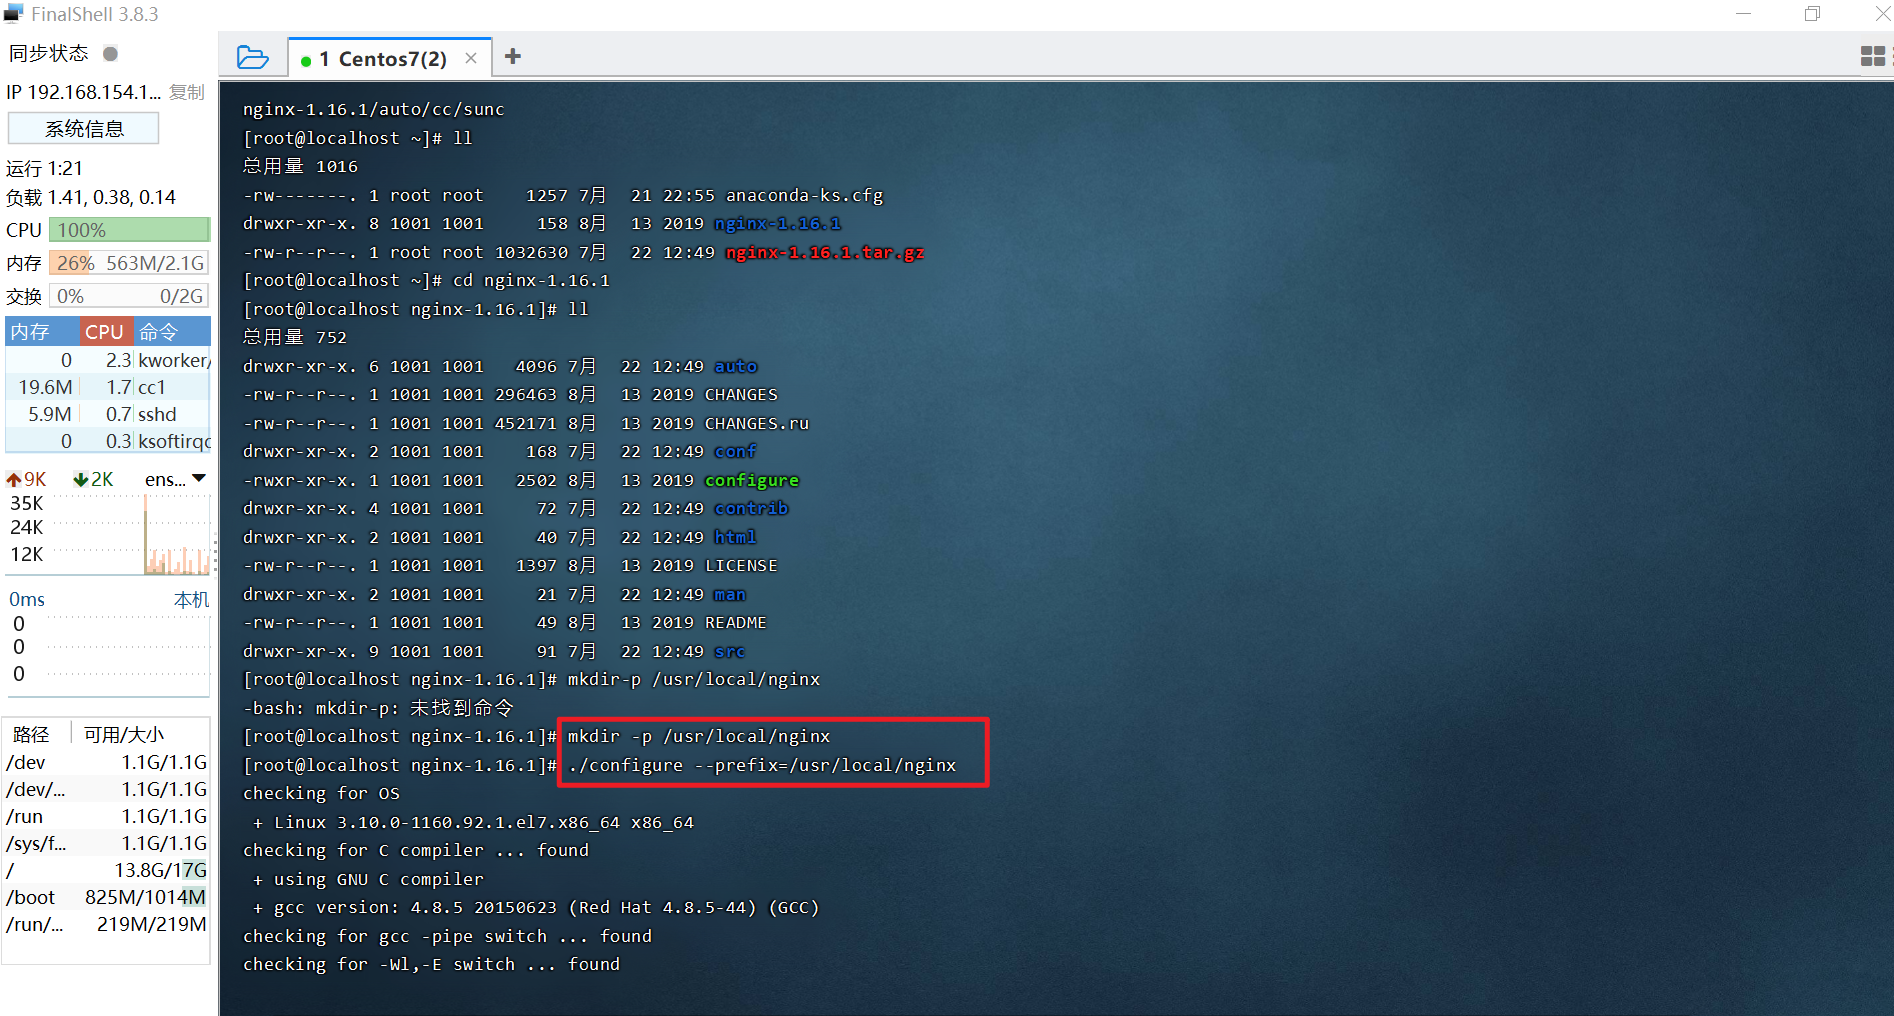 FinalShell 3.8.3
同步状态
IP 192.168.154.1... 复制
系统信息
运行 1:21
负载 1.41, 0.38, 0.14
CPU 100%
内存 26% 563M/2.1G
交换 0% 0/2G
内存 CPU 命令
0 2.3 kworker/
19.6M 1.7 cc1
5.9M 0.7 sshd
0 0.3 ksoftirqc
9K 2K ens...
35K
24K
12K
0ms 本机
0
0
0
路径 可用/大小
/dev 1.1G/1.1G
/dev/... 1.1G/1.1G
/run 1.1G/1.1G
/sys/f... 1.1G/1.1G
/ 13.8G/17G
/boot 825M/1014M
/run/... 219M/219M
1 Centos7(2) × +
nginx-1.16.1/auto/cc/sunc
[root@localhost ~]# ll
总用量 1016
-rw-------. 1 root root    1257 7月  21 22:55 anaconda-ks.cfg
drwxr-xr-x. 8 1001 1001     158 8月  13 2019 nginx-1.16.1
-rw-r--r--. 1 root root 1032630 7月  22 12:49 nginx-1.16.1.tar.gz
[root@localhost ~]# cd nginx-1.16.1
[root@localhost nginx-1.16.1]# ll
总用量 752
drwxr-xr-x. 6 1001 1001   4096 7月  22 12:49 auto
-rw-r--r--. 1 1001 1001 296463 8月  13 2019 CHANGES
-rw-r--r--. 1 1001 1001 452171 8月  13 2019 CHANGES.ru
drwxr-xr-x. 2 1001 1001    168 7月  22 12:49 conf
-rwxr-xr-x. 1 1001 1001   2502 8月  13 2019 configure
drwxr-xr-x. 4 1001 1001     72 7月  22 12:49 contrib
drwxr-xr-x. 2 1001 1001     40 7月  22 12:49 html
-rw-r--r--. 1 1001 1001   1397 8月  13 2019 LICENSE
drwxr-xr-x. 2 1001 1001     21 7月  22 12:49 man
-rw-r--r--. 1 1001 1001     49 8月  13 2019 README
drwxr-xr-x. 9 1001 1001     91 7月  22 12:49 src
[root@localhost nginx-1.16.1]# mkdir-p /usr/local/nginx
-bash: mkdir-p: 未找到命令
[root@localhost nginx-1.16.1]# mkdir -p /usr/local/nginx
[root@localhost nginx-1.16.1]# ./configure --prefix=/usr/local/nginx
checking for OS
 + Linux 3.10.0-1160.92.1.el7.x86_64 x86_64
checking for C compiler ... found
 + using GNU C compiler
 + gcc version: 4.8.5 20150623 (Red Hat 4.8.5-44) (GCC)
checking for gcc -pipe switch ... found
checking for -Wl,-E switch ... found